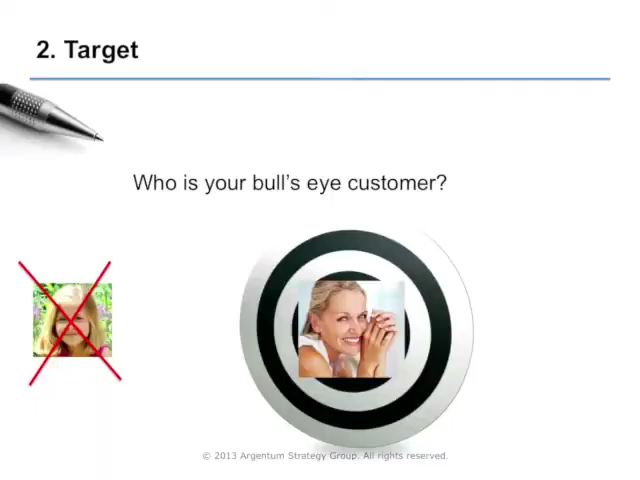 2. Target
Who is your bull’s eye customer?
© 2013 Argentum Strategy Group. All rights reserved.